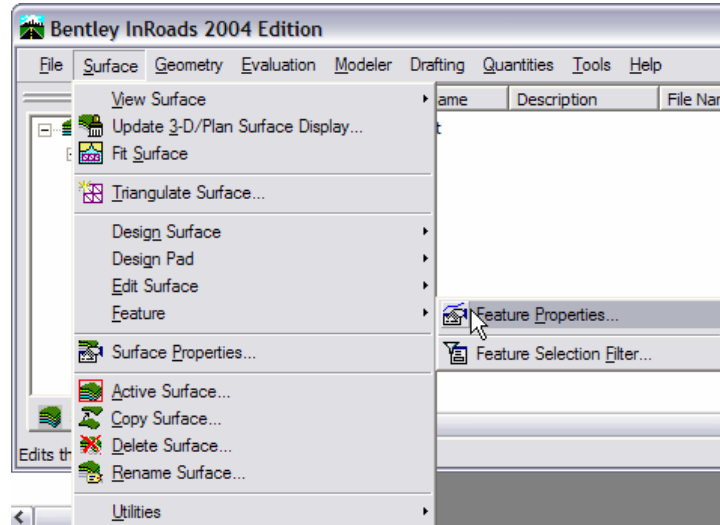 Bentley InRoads 2004 Edition
File Surface Geometry Evaluation Modeler Drafting Quantities Tools Help
View Surface
ame Description File Nar
Update 3-D/Plan Surface Display...
t
Fit Surface
Triangulate Surface...
Design Surface
Design Pad
Edit Surface
Feature
Feature Properties...
Surface Properties...
Feature Selection Filter...
Active Surface...
Copy Surface...
Delete Surface...
Edits th
Rename Surface...
Utilities